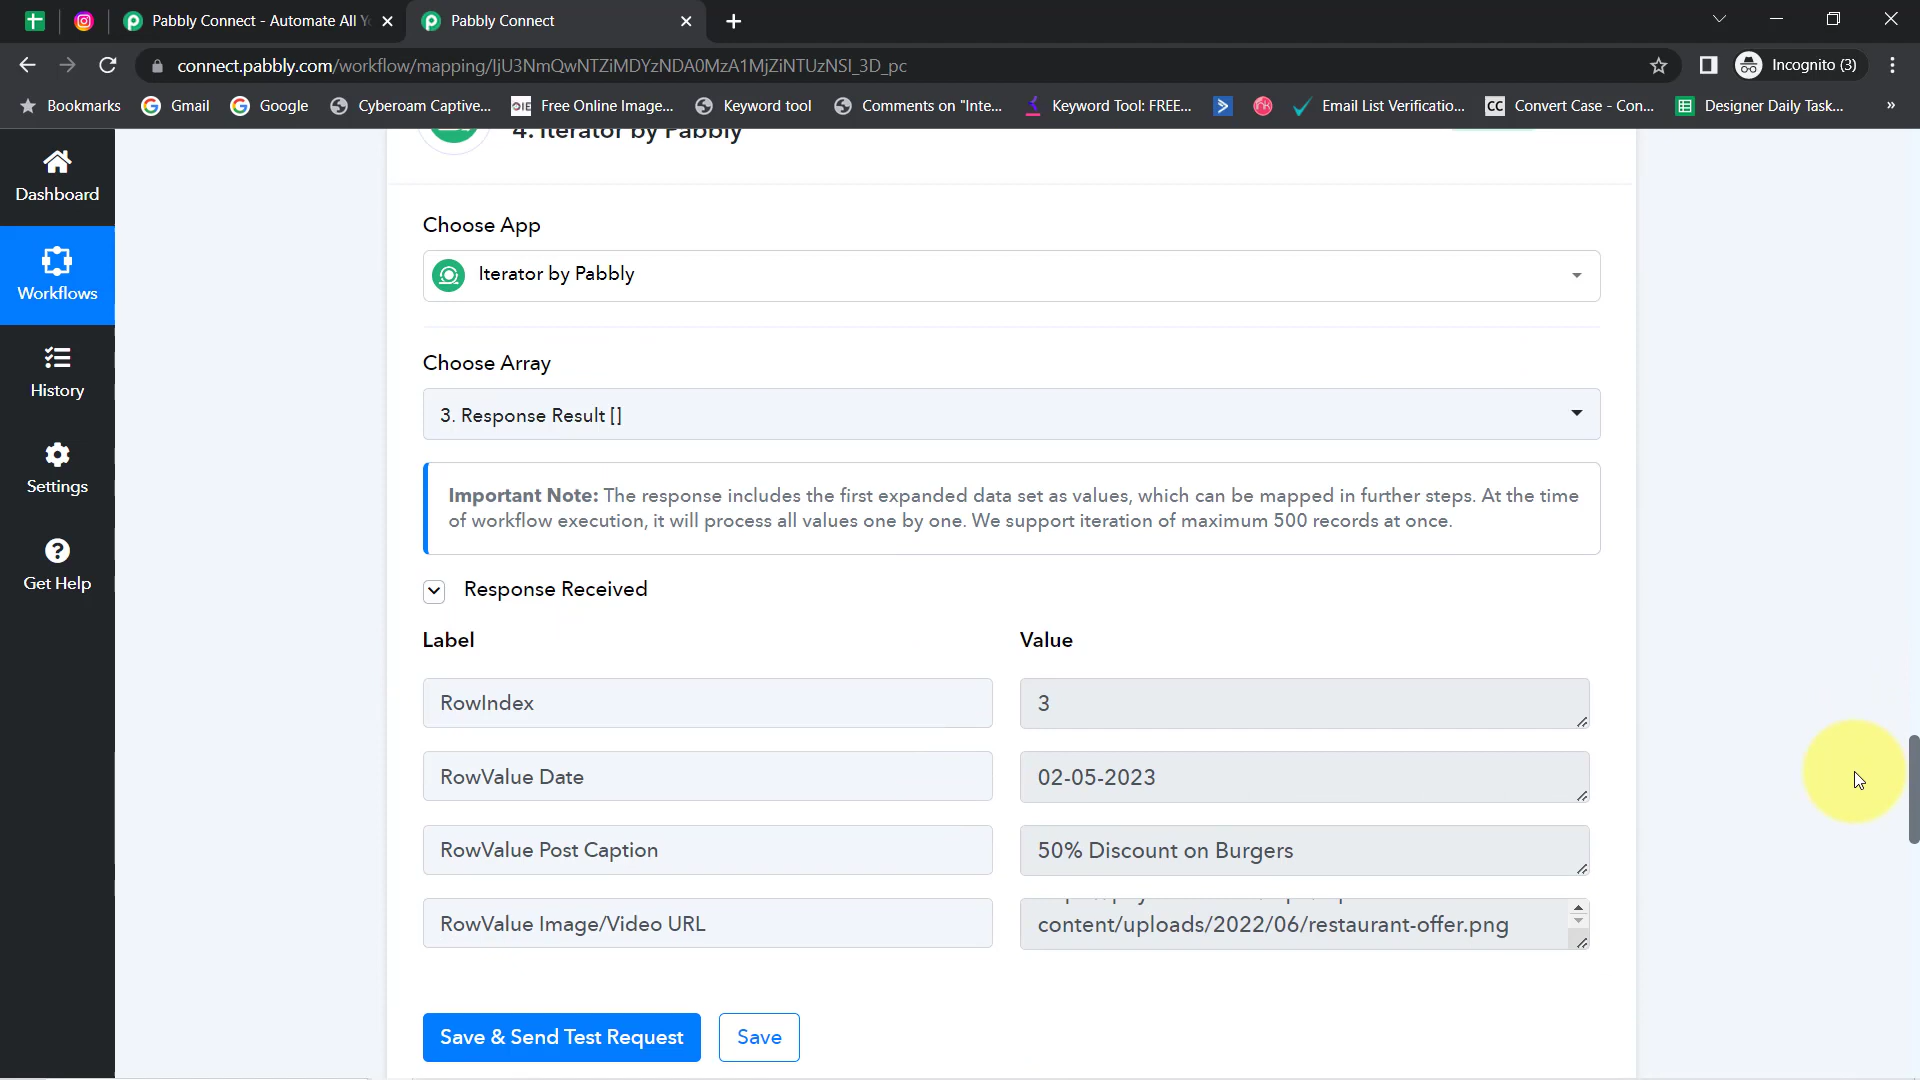 Pabbly Connect - Automate All Y
Pabbly Connect
connect.pabbly.com/workflow/mapping/IjU3NmQwNTZiMDYzNDA0MzA1MjZiNTUzNSI_3D_pc
Incognito (3)
Bookmarks
Gmail
Google
Cyberoam Captive...
Free Online Image...
Keyword tool
Comments on "Inte...
Keyword Tool: FREE...
Email List Verificatio...
CC
Convert Case - Con...
Designer Daily Task...
»
Dashboard
Workflows
History
Settings
Get Help
4. Iterator by Pabbly
Choose App
Iterator by Pabbly
Choose Array
3. Response Result []
Important Note: The response includes the first expanded data set as values, which can be mapped in further steps. At the time
of workflow execution, it will process all values one by one. We support iteration of maximum 500 records at once.
Response Received
Label
Value
RowIndex
3
RowValue Date
02-05-2023
RowValue Post Caption
50% Discount on Burgers
RowValue Image/Video URL
content/uploads/2022/06/restaurant-offer.png
Save & Send Test Request
Save